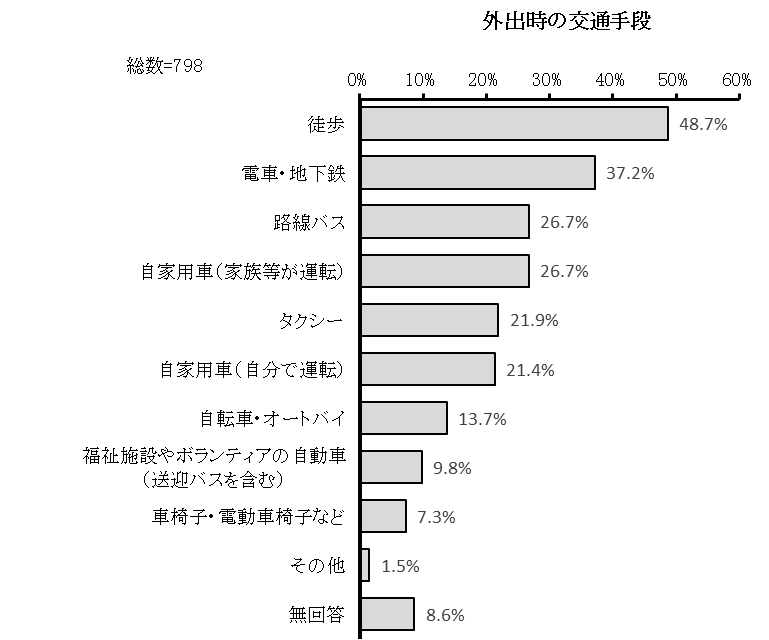 外出時の交通手段
総数=798
0% 10% 20% 30% 40% 50% 60%
徒歩 48.7%
電車・地下鉄 37.2%
路線バス 26.7%
自家用車（家族等が運転） 26.7%
タクシー 21.9%
自家用車（自分で運転） 21.4%
自転車・オートバイ 13.7%
福祉施設やボランティアの自動車
（送迎バスを含む） 9.8%
車椅子・電動車椅子など 7.3%
その他 1.5%
無回答 8.6%